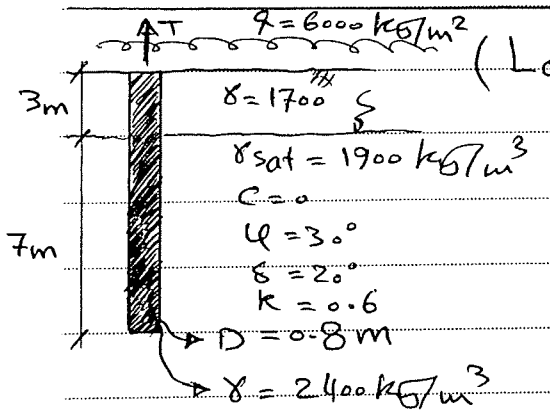 T q = 6000 kg/m²
(Lo
3m γ = 1700
γsat = 1900 kg/m³
C = 0
φ = 30°
7m δ = 20°
K = 0.6
D = 0.8 m
γ = 2400 kg/m³